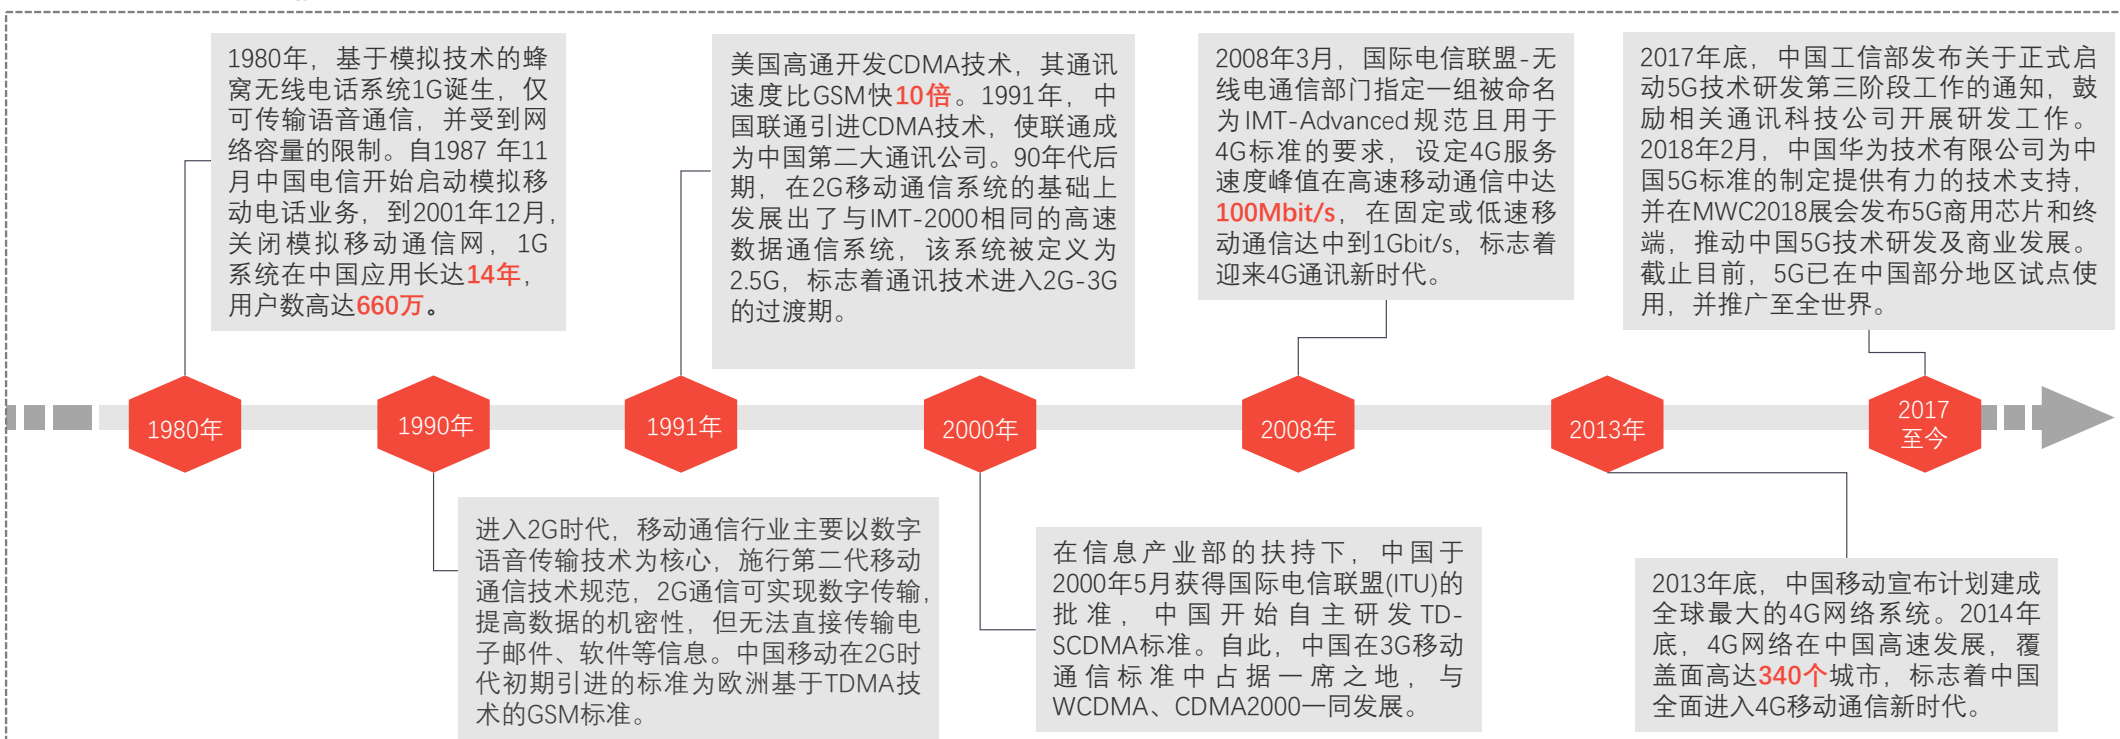 1980年，基于模拟技术的蜂
窝无线电话系统1G诞生，仅
可传输语音通信，并受到网
络容量的限制。自1987 年11
月中国电信开始启动模拟移
动电话业务，到2001年12月，
关闭模拟移动通信网，1G
系统在中国应用长达14年，
用户数高达660万。
美国高通开发CDMA技术，其通讯
速度比GSM快10倍。1991年，中
国联通引进CDMA技术，使联通成
为中国第二大通讯公司。90年代后
期，在2G移动通信系统的基础上
发展出了与IMT-2000相同的高速
数据通信系统，该系统被定义为
2.5G，标志着通讯技术进入2G-3G
的过渡期。
2008年3月，国际电信联盟-无
线电通信部门指定一组被命名
为IMT-Advanced规范且用于
4G标准的要求，设定4G服务
速度峰值在高速移动通信中达
100Mbit/s，在固定或低速移
动通信达中到1Gbit/s，标志着
迎来4G通讯新时代。
2017年底，中国工信部发布关于正式启
动5G技术研发第三阶段工作的通知，鼓
励相关通讯科技公司开展研发工作。
2018年2月，中国华为技术有限公司为中
国5G标准的制定提供有力的技术支持，
并在MWC2018展会发布5G商用芯片和终
端，推动中国5G技术研发及商业发展。
截止目前，5G已在中国部分地区试点使
用，并推广至全世界。
1980年
1990年
1991年
2000年
2008年
2013年
2017
至今
进入2G时代，移动通信行业主要以数字
语音传输技术为核心，施行第二代移动
通信技术规范，2G通信可实现数字传输，
提高数据的机密性，但无法直接传输电
子邮件、软件等信息。中国移动在2G时
代初期引进的标准为欧洲基于TDMA技
术的GSM标准。
在信息产业部的扶持下，中国于
2000年5月获得国际电信联盟(ITU)的
批准，中国开始自主研发TD-
SCDMA标准。自此，中国在3G移动
通信标准中占据一席之地，与
WCDMA、CDMA2000一同发展。
2013年底，中国移动宣布计划建成
全球最大的4G网络系统。2014年
底，4G网络在中国高速发展，覆
盖面高达340个城市，标志着中国
全面进入4G移动通信新时代。